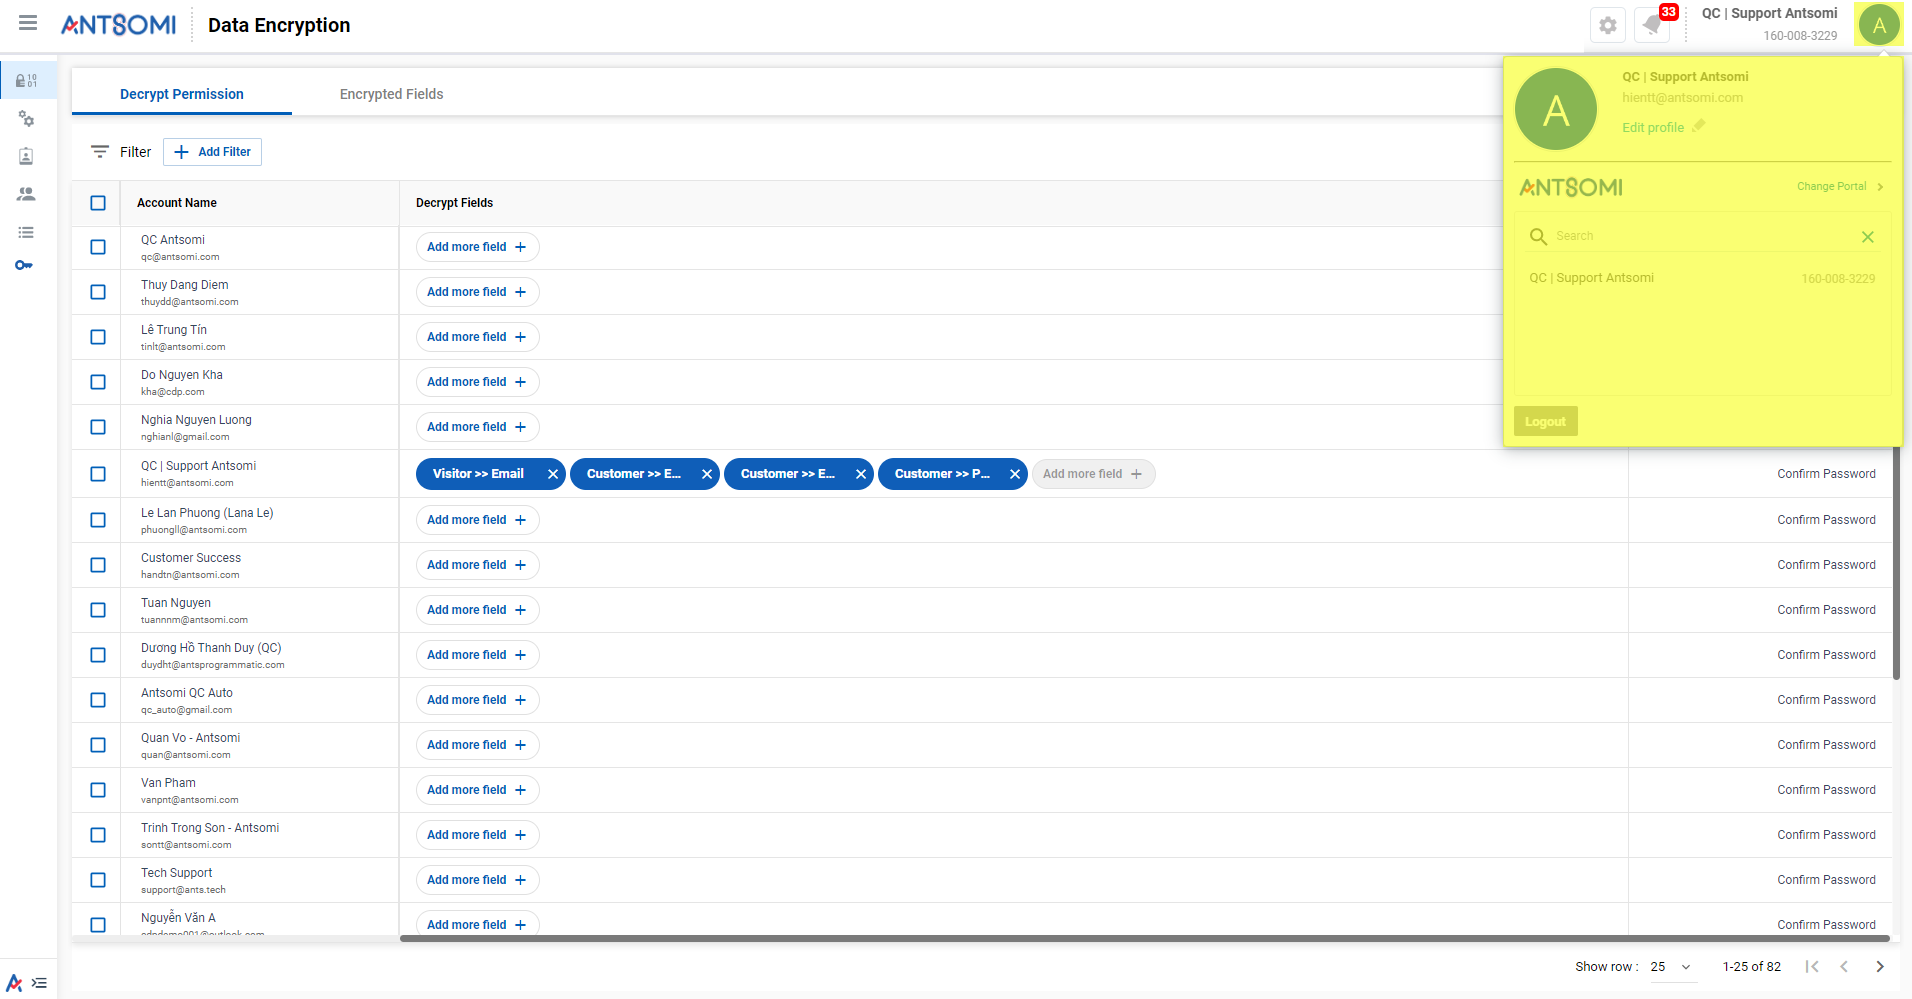 ANTSOMI
Data Encryption
33
QC | Support Antsomi
160-008-3229
A
10
01
Decrypt Permission
Encrypted Fields
Filter
Add Filter
A
QC | Support Antsomi
hientt@antsomi.com
Edit profile
ANTSOMI
Change Portal
Search
QC | Support Antsomi
160-008-3229
Logout
Account Name
Decrypt Fields
QC Antsomi
qc@antsomi.com
Add more field
Thuy Dang Diem
thuydd@antsomi.com
Add more field
Lê Trung Tín
tinlt@antsomi.com
Add more field
Do Nguyen Kha
kha@cdp.com
Add more field
Nghia Nguyen Luong
nghianl@gmail.com
Add more field
QC | Support Antsomi
hientt@antsomi.com
Visitor >> Email
Customer >> E...
Customer >> E...
Customer >> P...
Add more field
Confirm Password
Le Lan Phuong (Lana Le)
phuongll@antsomi.com
Add more field
Confirm Password
Customer Success
handtn@antsomi.com
Add more field
Confirm Password
Tuan Nguyen
tuannnm@antsomi.com
Add more field
Confirm Password
Dương Hồ Thanh Duy (QC)
duydht@antsprogrammatic.com
Add more field
Confirm Password
Antsomi QC Auto
qc_auto@gmail.com
Add more field
Confirm Password
Quan Vo - Antsomi
quan@antsomi.com
Add more field
Confirm Password
Van Pham
vanpnt@antsomi.com
Add more field
Confirm Password
Trinh Trong Son - Antsomi
sontt@antsomi.com
Add more field
Confirm Password
Tech Support
support@ants.tech
Add more field
Confirm Password
Nguyễn Văn A
Add more field
Confirm Password
Show row :
25
1-25 of 82